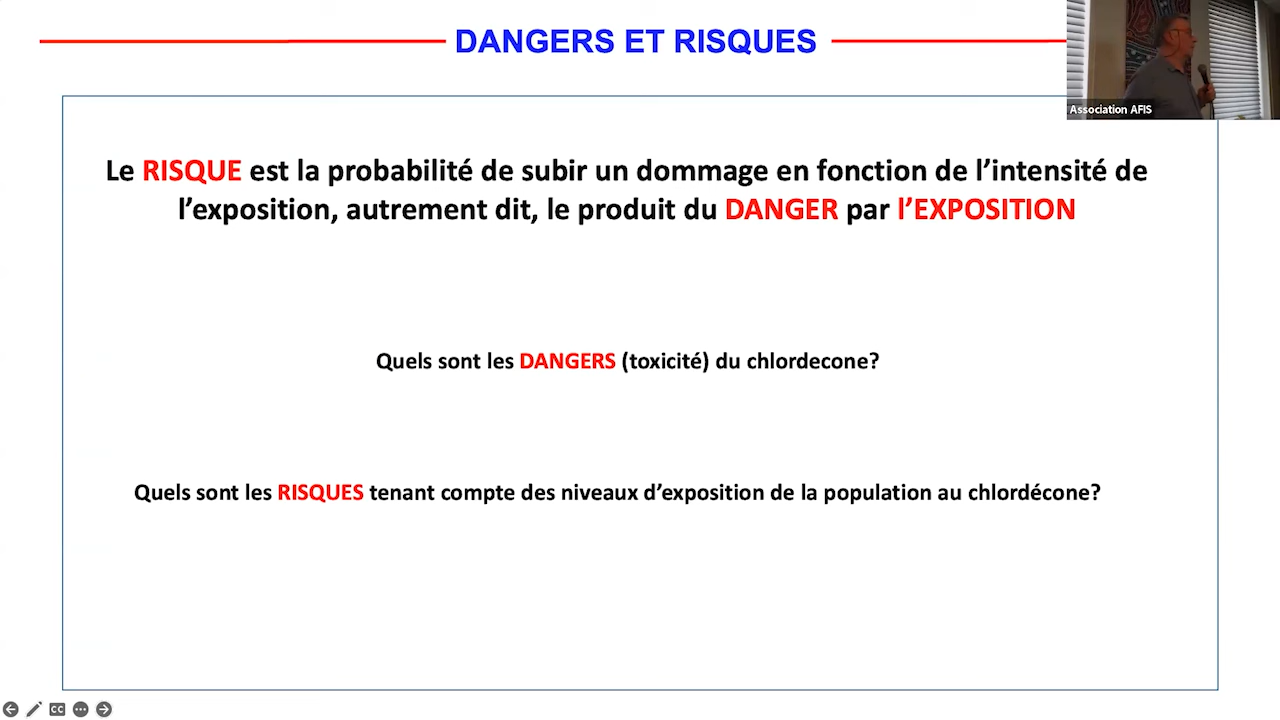 DANGERS ET RISQUES
Association AFIS
Le RISQUE est la probabilité de subir un dommage en fonction de l’intensité de
l’exposition, autrement dit, le produit du DANGER par l’EXPOSITION
Quels sont les DANGERS (toxicité) du chlordecone?
Quels sont les RISQUES tenant compte des niveaux d’exposition de la population au chlordécone?
CC